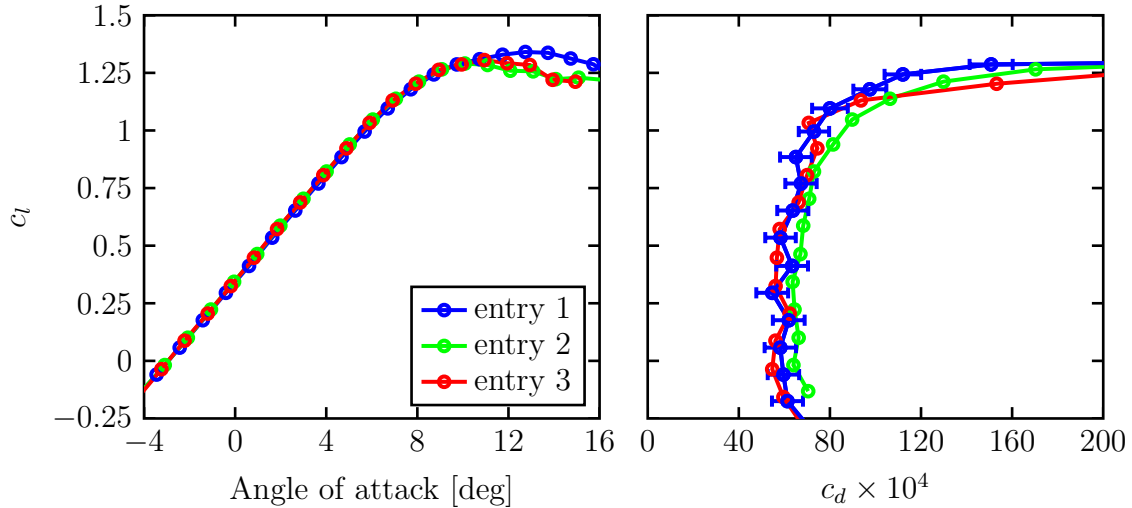 1.5
1.25
1
0.75
0.5
0.25
0
−0.25
c_l
−4 0 4 8 12 16
Angle of attack [deg]
entry 1
entry 2
entry 3
0 40 80 120 160 200
c_d × 10^4